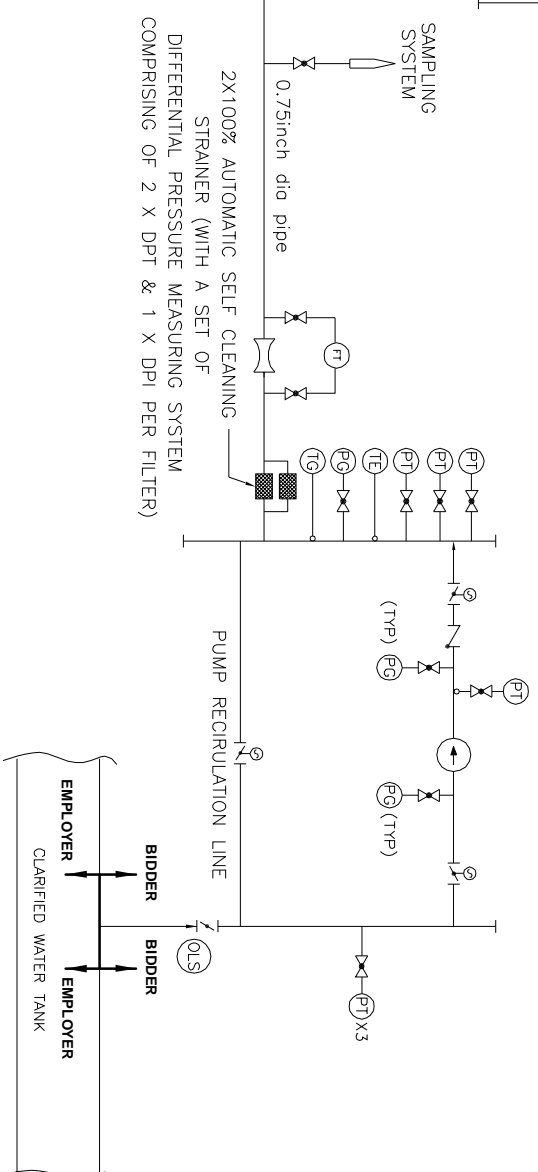 SAMPLING
SYSTEM
0.75inch dia pipe
2X100% AUTOMATIC SELF CLEANING
STRAINER (WITH A SET OF
DIFFERENTIAL PRESSURE MEASURING SYSTEM
COMPRISING OF 2 X DPT & 1 X DPI PER FILTER)
FT
TG
PG
TE
PT
PT
PT
S
(TYP)
PG
PT
PG (TYP)
S
PUMP RECIRULATION LINE
S
PT X3
OLS
BIDDER
BIDDER
EMPLOYER
EMPLOYER
CLARIFIED WATER TANK